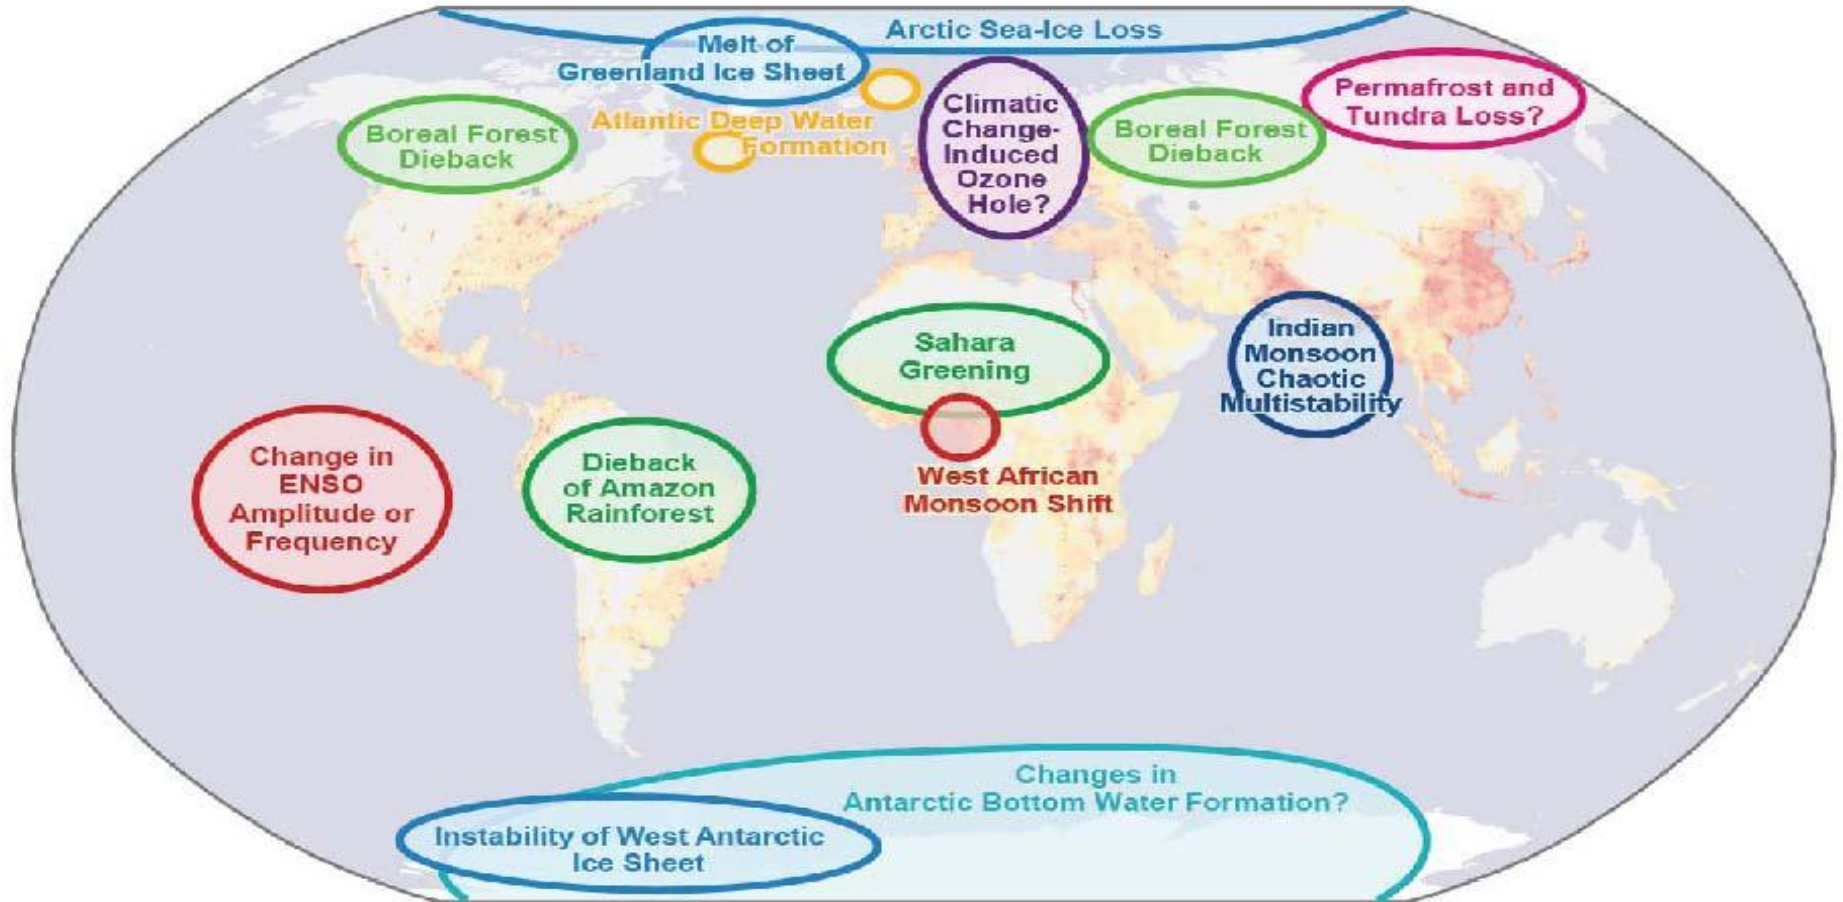 Arctic Sea-Ice Loss
Melt of
Greenland Ice Sheet
Permafrost and
Tundra Loss?
Climatic
Change-
Induced
Ozone
Hole?
Atlantic Deep Water
Formation
Boreal Forest
Dieback
Boreal Forest
Dieback
Sahara
Greening
Indian
Monsoon
Chaotic
Multistability
Change in
ENSO
Amplitude or
Frequency
Dieback
of Amazon
Rainforest
West African
Monsoon Shift
Changes in
Antarctic Bottom Water Formation?
Instability of West Antarctic
Ice Sheet